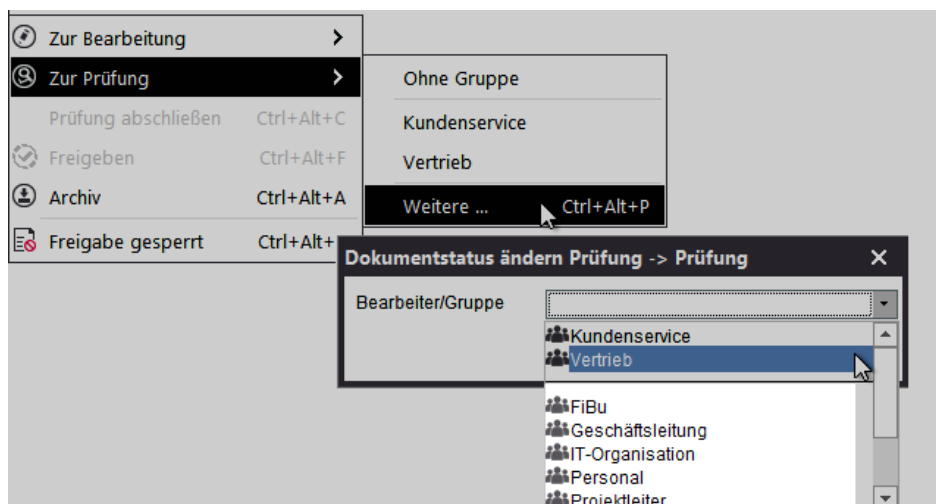 Zur Bearbeitung
Zur Prüfung
Prüfung abschließen Ctrl+Alt+C
Freigeben Ctrl+Alt+F
Archiv Ctrl+Alt+A
Freigabe gesperrt Ctrl+Alt+
Ohne Gruppe
Kundenservice
Vertrieb
Weitere ... Ctrl+Alt+P
Dokumentstatus ändern Prüfung -> Prüfung
Bearbeiter/Gruppe
Kundenservice
Vertrieb
FiBu
Geschäftsleitung
IT-Organisation
Personal
Projektleiter